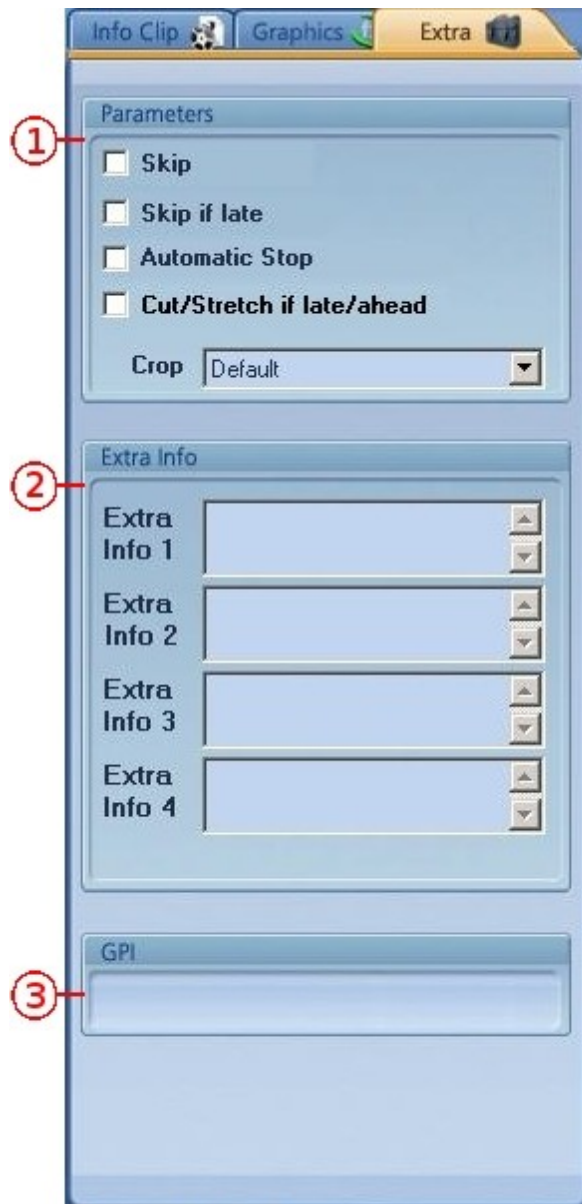 Info Clip Graphics Extra
1 Parameters
Skip
Skip if late
Automatic Stop
Cut/Stretch if late/ahead
Crop Default
2 Extra Info
Extra
Info 1
Extra
Info 2
Extra
Info 3
Extra
Info 4
GPI
3